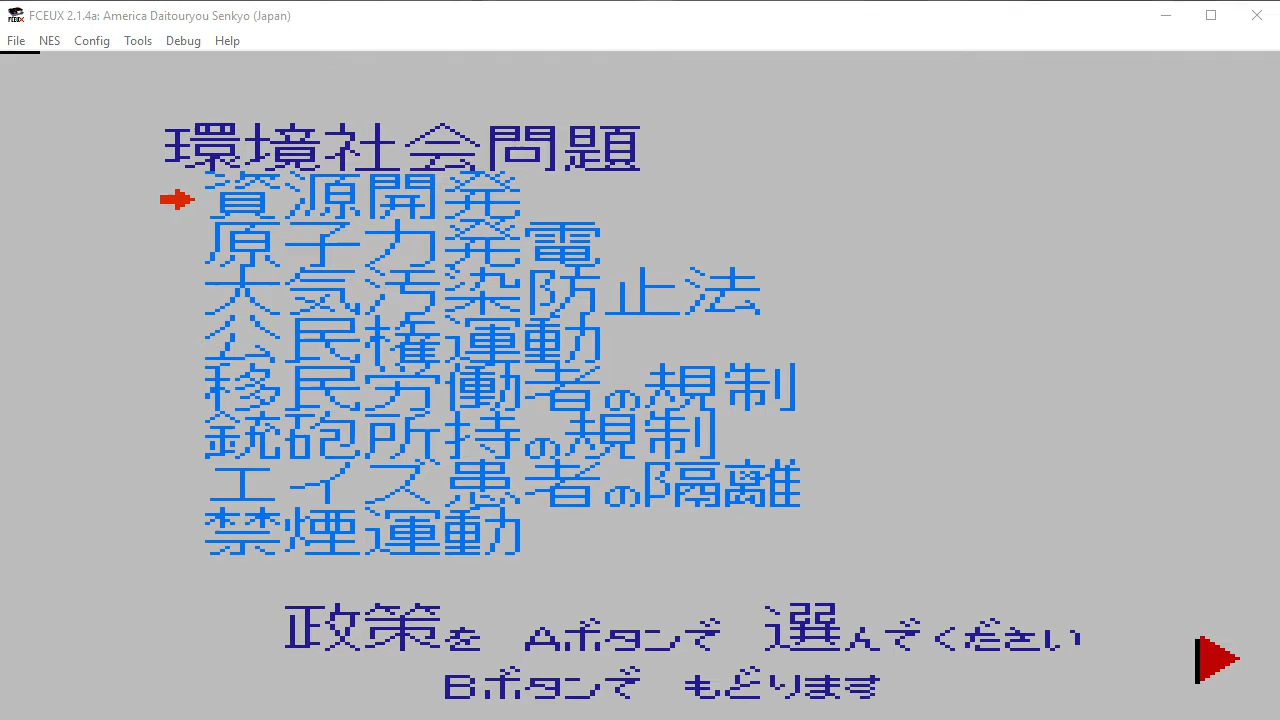 FCEUX 2.1.4a: America Daitouryou Senkyo (Japan)
File NES Config Tools Debug Help
環境社会問題
資源開発
原子力発電
大気汚染防止法
公民権運動
移民労働者の規制
銃砲所持の規制
エイズ患者の隔離
禁煙運動
政策を Aボタンで 選んでください
Bボタンで もどります